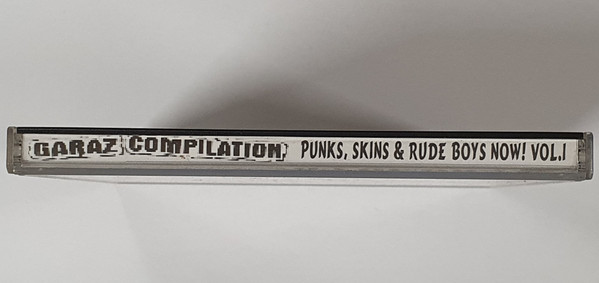 GARAZ COMPILATION PUNKS, SKINS & RUDE BOYS NOW! VOL.1